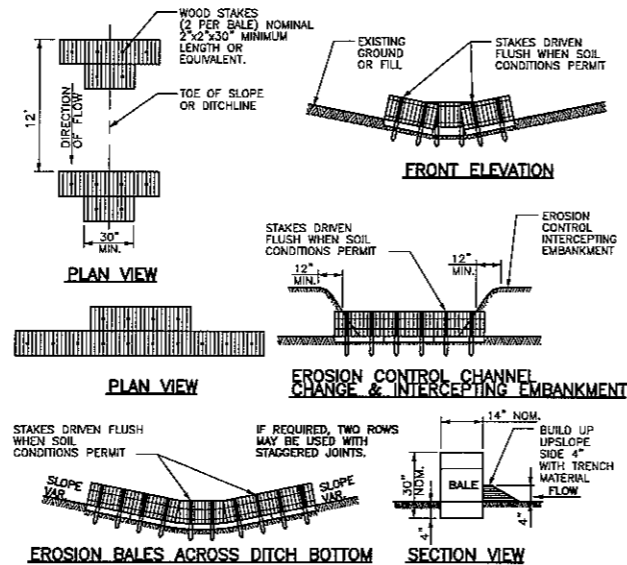 WOOD STAKES
(2 PER BALE) NOMINAL
2"x2"x30" MINIMUM
LENGTH OR
EQUIVALENT.
12'
DIRECTION
OF FLOW
TOE OF SLOPE
OR DITCHLINE
30"
MIN.
PLAN VIEW
EXISTING
GROUND
OR FILL
STAKES DRIVEN
FLUSH WHEN SOIL
CONDITIONS PERMIT
FRONT ELEVATION
PLAN VIEW
STAKES DRIVEN
FLUSH WHEN SOIL
CONDITIONS PERMIT
12"
MIN.
12"
MIN.
EROSION
CONTROL
INTERCEPTING
EMBANKMENT
EROSION CONTROL CHANNEL
CHANGE & INTERCEPTING EMBANKMENT
STAKES DRIVEN FLUSH
WHEN SOIL
CONDITIONS PERMIT
IF REQUIRED, TWO ROWS
MAY BE USED WITH
STAGGERED JOINTS.
SLOPE
VAR.
SLOPE
VAR.
EROSION BALES ACROSS DITCH BOTTOM
14" NOM.
30"
NOM.
BALE
BUILD UP
UPSLOPE
SIDE 4"
WITH TRENCH
MATERIAL
FLOW
4"
4"
SECTION VIEW